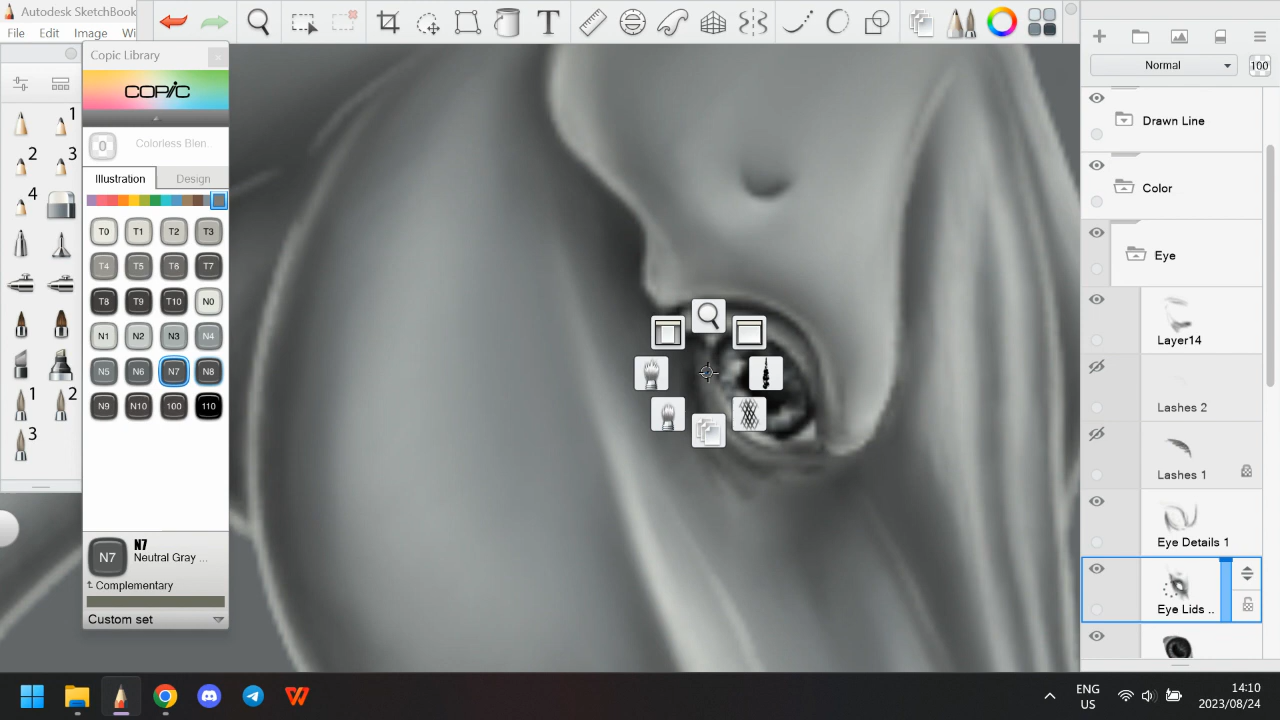 Autodesk SketchBook
File Edit Image Wi
T
Copic Library
COPIC
0 Colorless Blen..
Illustration Design
T0 T1 T2 T3
T4 T5 T6 T7
T8 T9 T10 N0
N1 N2 N3 N4
N5 N6 N7 N8
N9 N10 100 110
N7
N7 Neutral Gray ...
Complementary
Custom set
1
2 3
4
1 2
3
Normal 100
Drawn Line
Color
Eye
Layer14
Lashes 2
Lashes 1
Eye Details 1
Eye Lids ..
ENG
US
14:10
2023/08/24